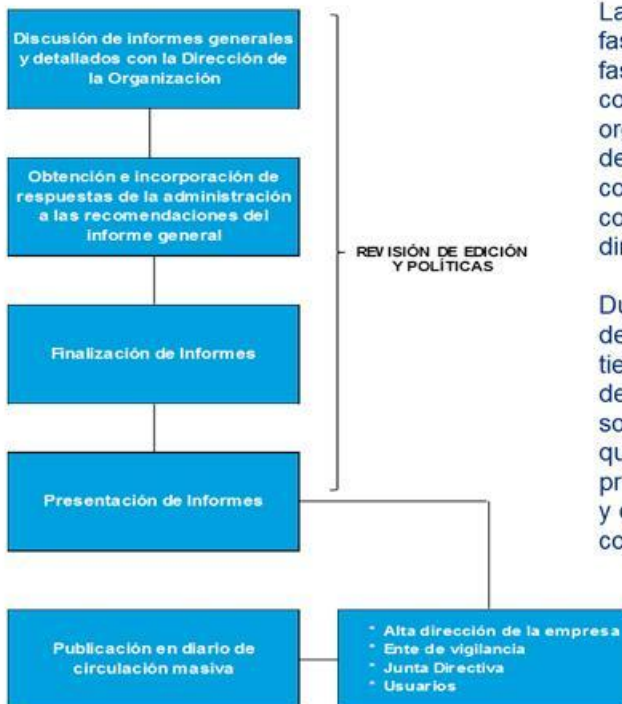 Discusión de informes generales
y detallados con la Dirección de
la Organización
Obtención e incorporación de
respuestas de la administración
a las recomendaciones del
informe general
Finalización de Informes
Presentación de Informes
REVISIÓN DE EDICIÓN
Y POLÍTICAS
Publicación en diario de
circulación masiva
* Alta dirección de la empresa
* Ente de vigilancia
* Junta Directiva
* Usuarios
La
y